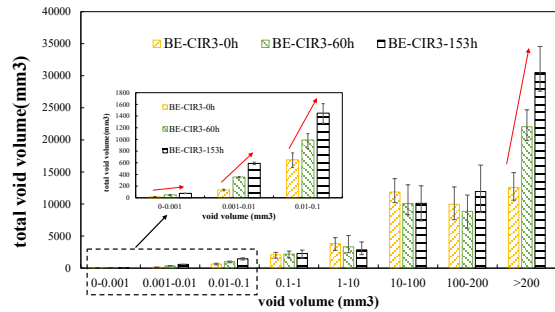 BE-CIR3-0h BE-CIR3-60h BE-CIR3-153h
total void volume(mm3)
40000
35000
30000
25000
20000
15000
10000
5000
0
0-0.001 0.001-0.01 0.01-0.1 0.1-1 1-10 10-100 100-200 >200
void volume (mm3)
total void volume(mm3)
1800
1600
1400
1200
1000
800
600
400
200
0
BE-CIR3-0h
BE-CIR3-60h
BE-CIR3-153h
0-0.001 0.001-0.01 0.01-0.1
void volume (mm3)